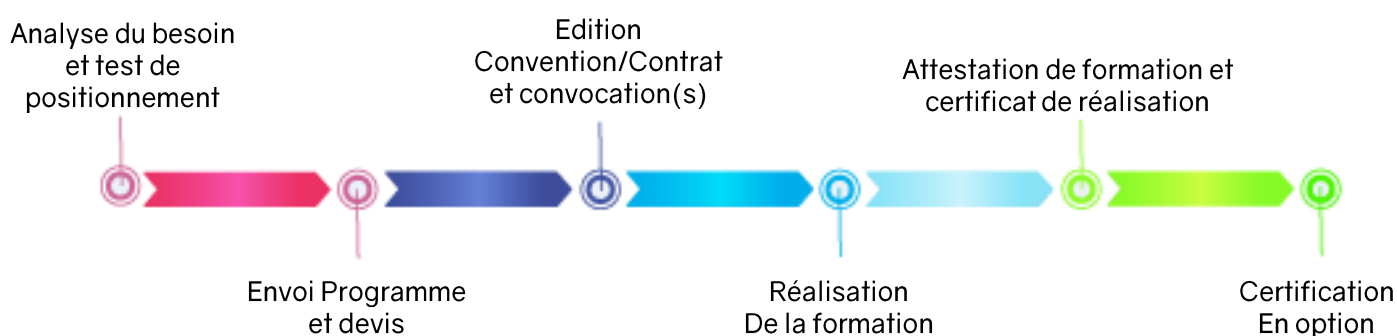 Analyse du besoin
et test de
positionnement
Envoi Programme
et devis
Edition
Convention/Contrat
et convocation(s)
Réalisation
De la formation
Attestation de formation et
certificat de réalisation
Certification
En option